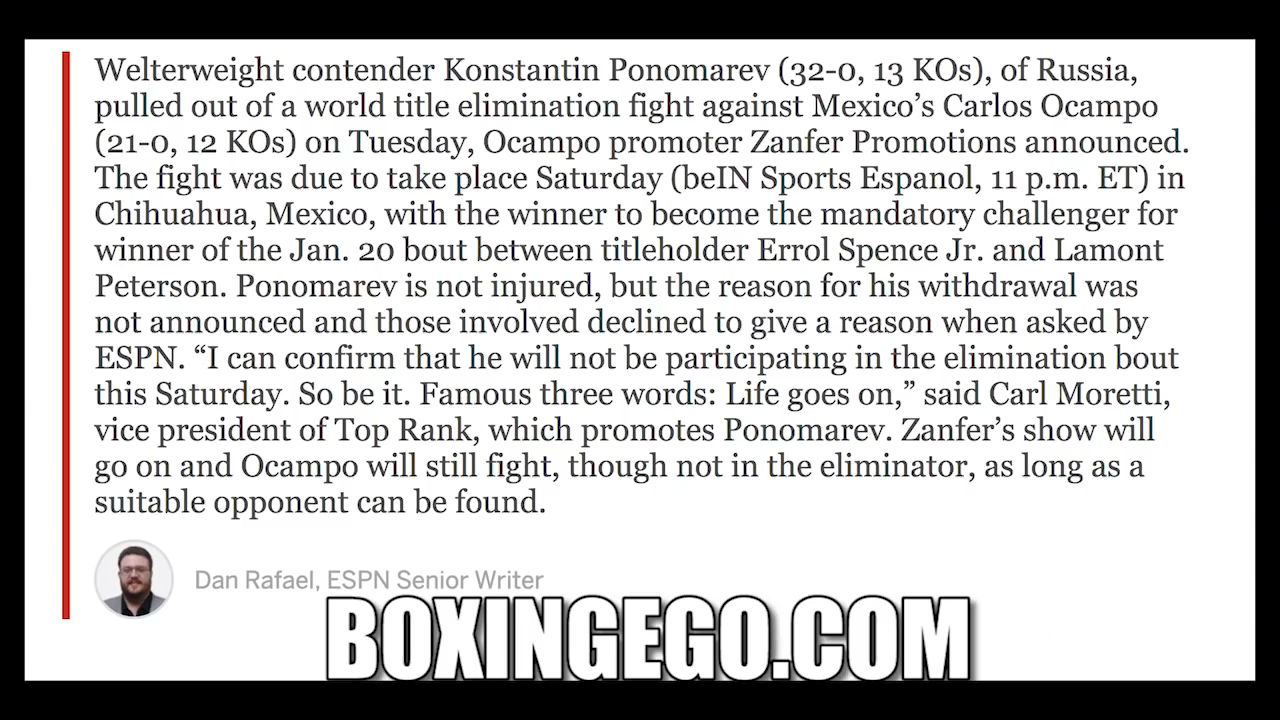 Welterweight contender Konstantin Ponomarev (32-0, 13 KOs), of Russia,
pulled out of a world title elimination fight against Mexico’s Carlos Ocampo
(21-0, 12 KOs) on Tuesday, Ocampo promoter Zanfer Promotions announced.
The fight was due to take place Saturday (beIN Sports Espanol, 11 p.m. ET) in
Chihuahua, Mexico, with the winner to become the mandatory challenger for
winner of the Jan. 20 bout between titleholder Errol Spence Jr. and Lamont
Peterson. Ponomarev is not injured, but the reason for his withdrawal was
not announced and those involved declined to give a reason when asked by
ESPN. “I can confirm that he will not be participating in the elimination bout
this Saturday. So be it. Famous three words: Life goes on,” said Carl Moretti,
vice president of Top Rank, which promotes Ponomarev. Zanfer’s show will
go on and Ocampo will still fight, though not in the eliminator, as long as a
suitable opponent can be found.
Dan Rafael, ESPN Senior Writer
BOXINGEGO.COM